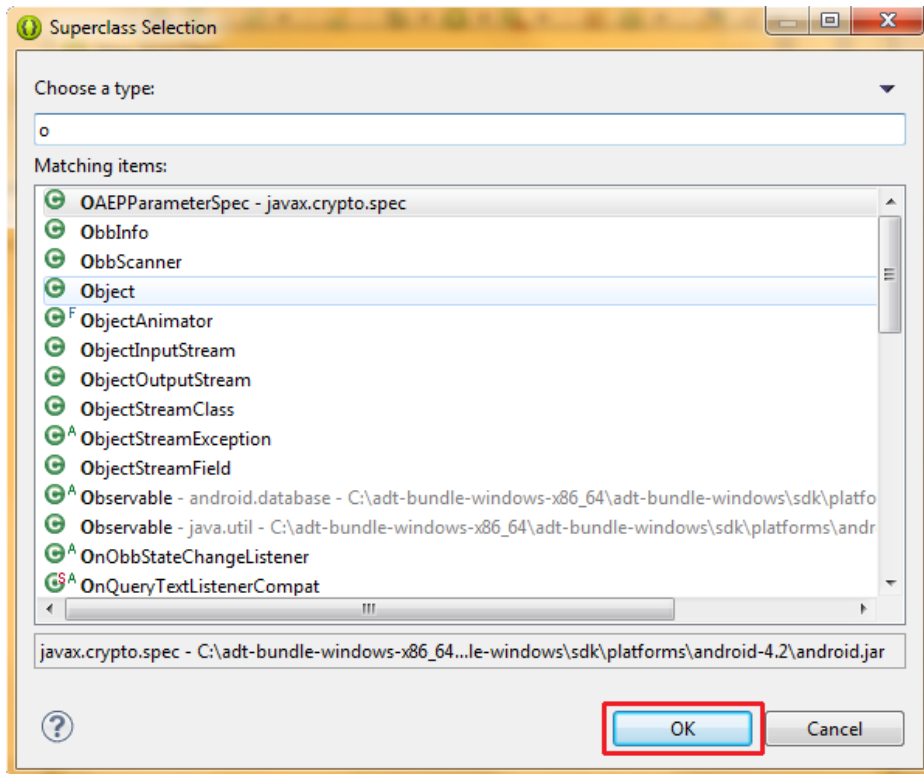 Superclass Selection
Choose a type:
o
Matching items:
OAEPParameterSpec - javax.crypto.spec
ObbInfo
ObbScanner
Object
F ObjectAnimator
ObjectInputStream
ObjectOutputStream
ObjectStreamClass
A ObjectStreamException
ObjectStreamField
A Observable - android.database - C:\adt-bundle-windows-x86_64\adt-bundle-windows\sdk\platfo
Observable - java.util - C:\adt-bundle-windows-x86_64\adt-bundle-windows\sdk\platforms\andr
A OnObbStateChangeListener
S A OnQueryTextListenerCompat
javax.crypto.spec - C:\adt-bundle-windows-x86_64...le-windows\sdk\platforms\android-4.2\android.jar
? OK Cancel